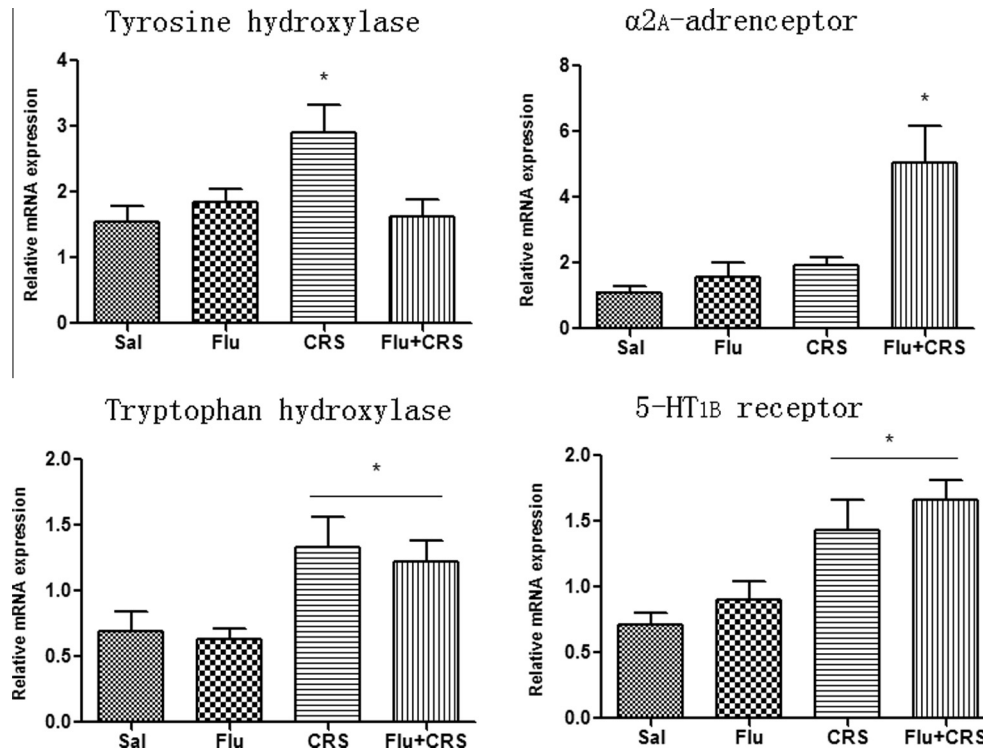 Tyrosine hydroxylase
Relative mRNA expression
4
3
2
1
0
*
Sal Flu CRS Flu+CRS
α2A-adrenceptor
Relative mRNA expression
8
6
4
2
0
*
Sal Flu CRS Flu+CRS
Tryptophan hydroxylase
Relative mRNA expression
2.0
1.5
1.0
0.5
0.0
*
Sal Flu CRS Flu+CRS
5-HT1B receptor
Relative mRNA expression
2.0
1.5
1.0
0.5
0.0
*
Sal Flu CRS Flu+CRS